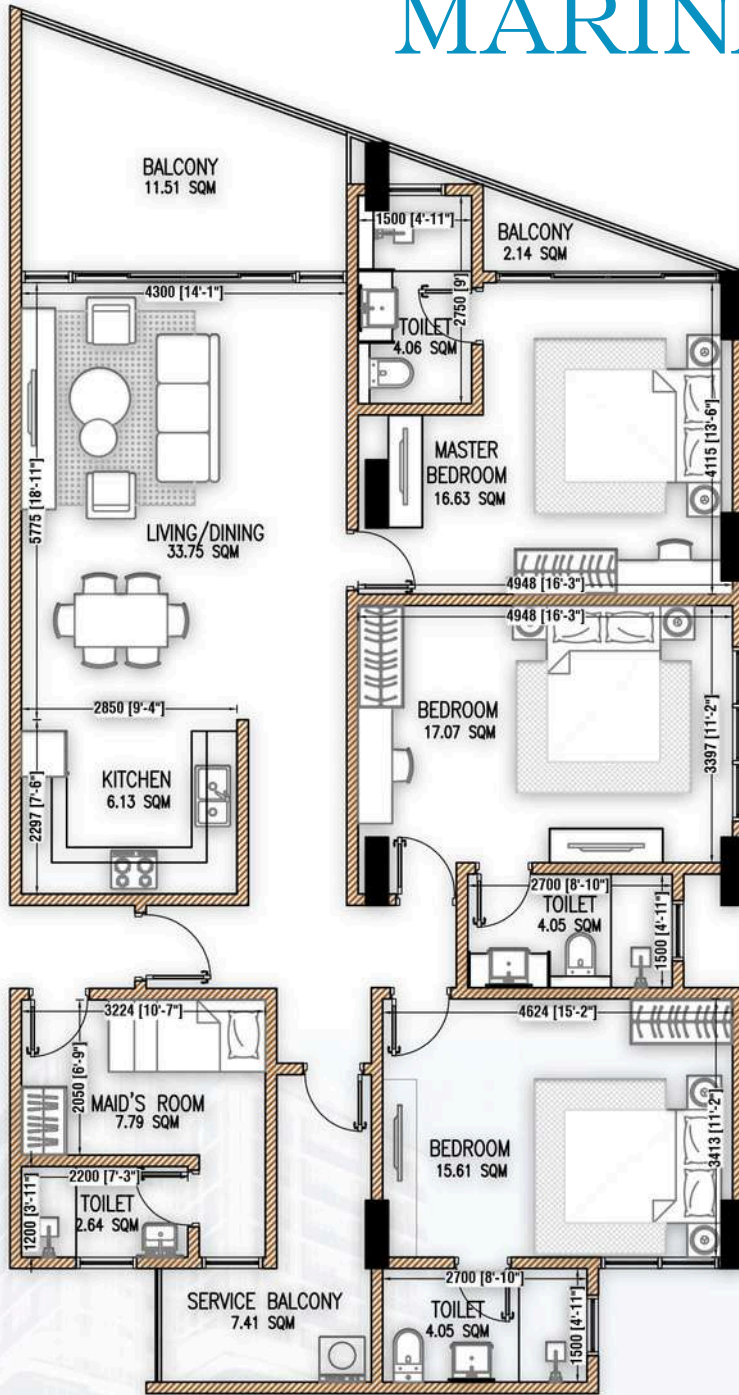 MARINA
BALCONY
11.51 SQM
1500 [4'-11"]
BALCONY
2.14 SQM
4300 [14'-1"]
2750 [9']
TOILET
4.06 SQM
MASTER
BEDROOM
16.63 SQM
4115 [13'-6"]
5775 [18'-11"]
LIVING/DINING
33.75 SQM
4948 [16'-3"]
4948 [16'-3"]
2850 [9'-4"]
BEDROOM
17.07 SQM
3397 [11'-2"]
KITCHEN
6.13 SQM
2297 [7'-6"]
2700 [8'-10"]
TOILET
4.05 SQM
1500 [4'-11"]
3224 [10'-7"]
4624 [15'-2"]
2050 [6'-9"]
MAID'S ROOM
7.79 SQM
BEDROOM
15.61 SQM
3413 [11'-2"]
2200 [7'-3"]
TOILET
2.64 SQM
1200 [3'-11"]
SERVICE BALCONY
7.41 SQM
2700 [8'-10"]
TOILET
4.05 SQM
1500 [4'-11"]